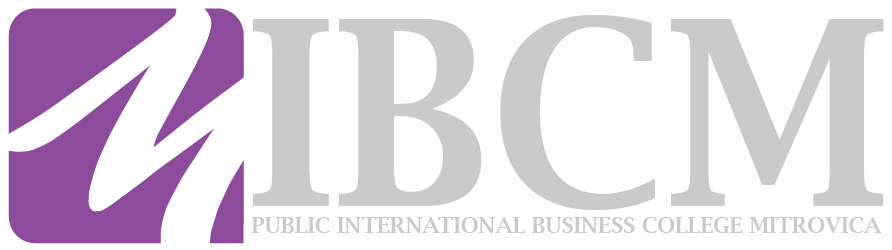 IBCM
PUBLIC INTERNATIONAL BUSINESS COLLEGE MITROVICA